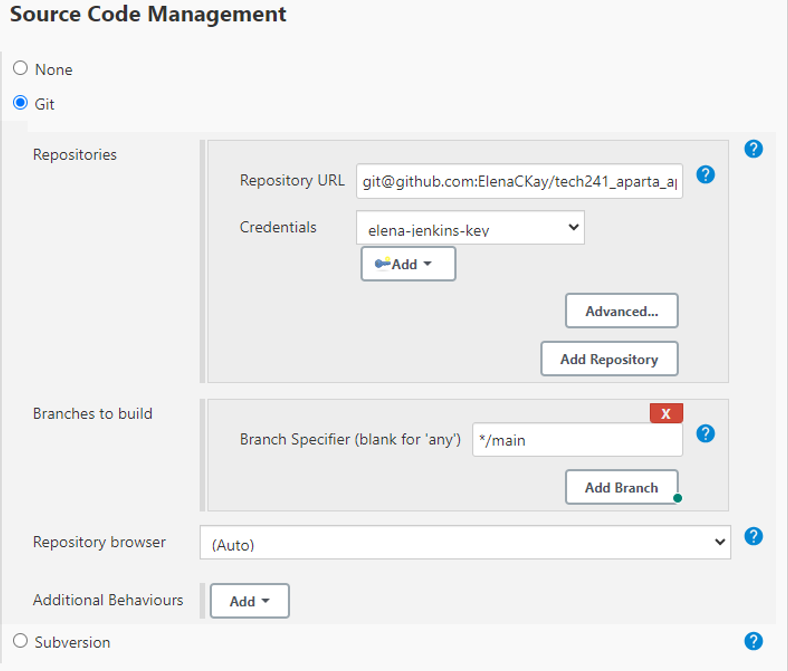 Source Code Management
None
Git
Repositories
?
Repository URL git@github.com:ElenaCKay/tech241_aparta_a ?
Credentials elena-jenkins-key
Add
Advanced...
Add Repository
Branches to build
X
Branch Specifier (blank for 'any') */main ?
Add Branch
Repository browser (Auto) ?
Additional Behaviours Add
Subversion ?